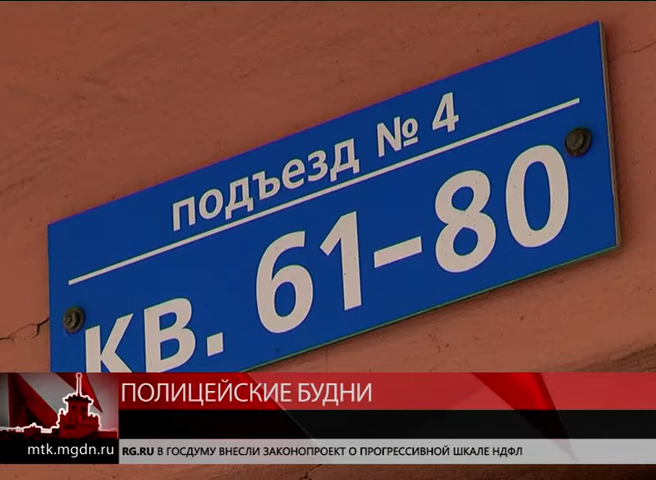 подъезд № 4
КВ. 61-80
ПОЛИЦЕЙСКИЕ БУДНИ
mtk.mgdn.ru
RG.RU В ГОСДУМУ ВНЕСЛИ ЗАКОНОПРОЕКТ О ПРОГРЕССИВНОЙ ШКАЛЕ НДФЛ